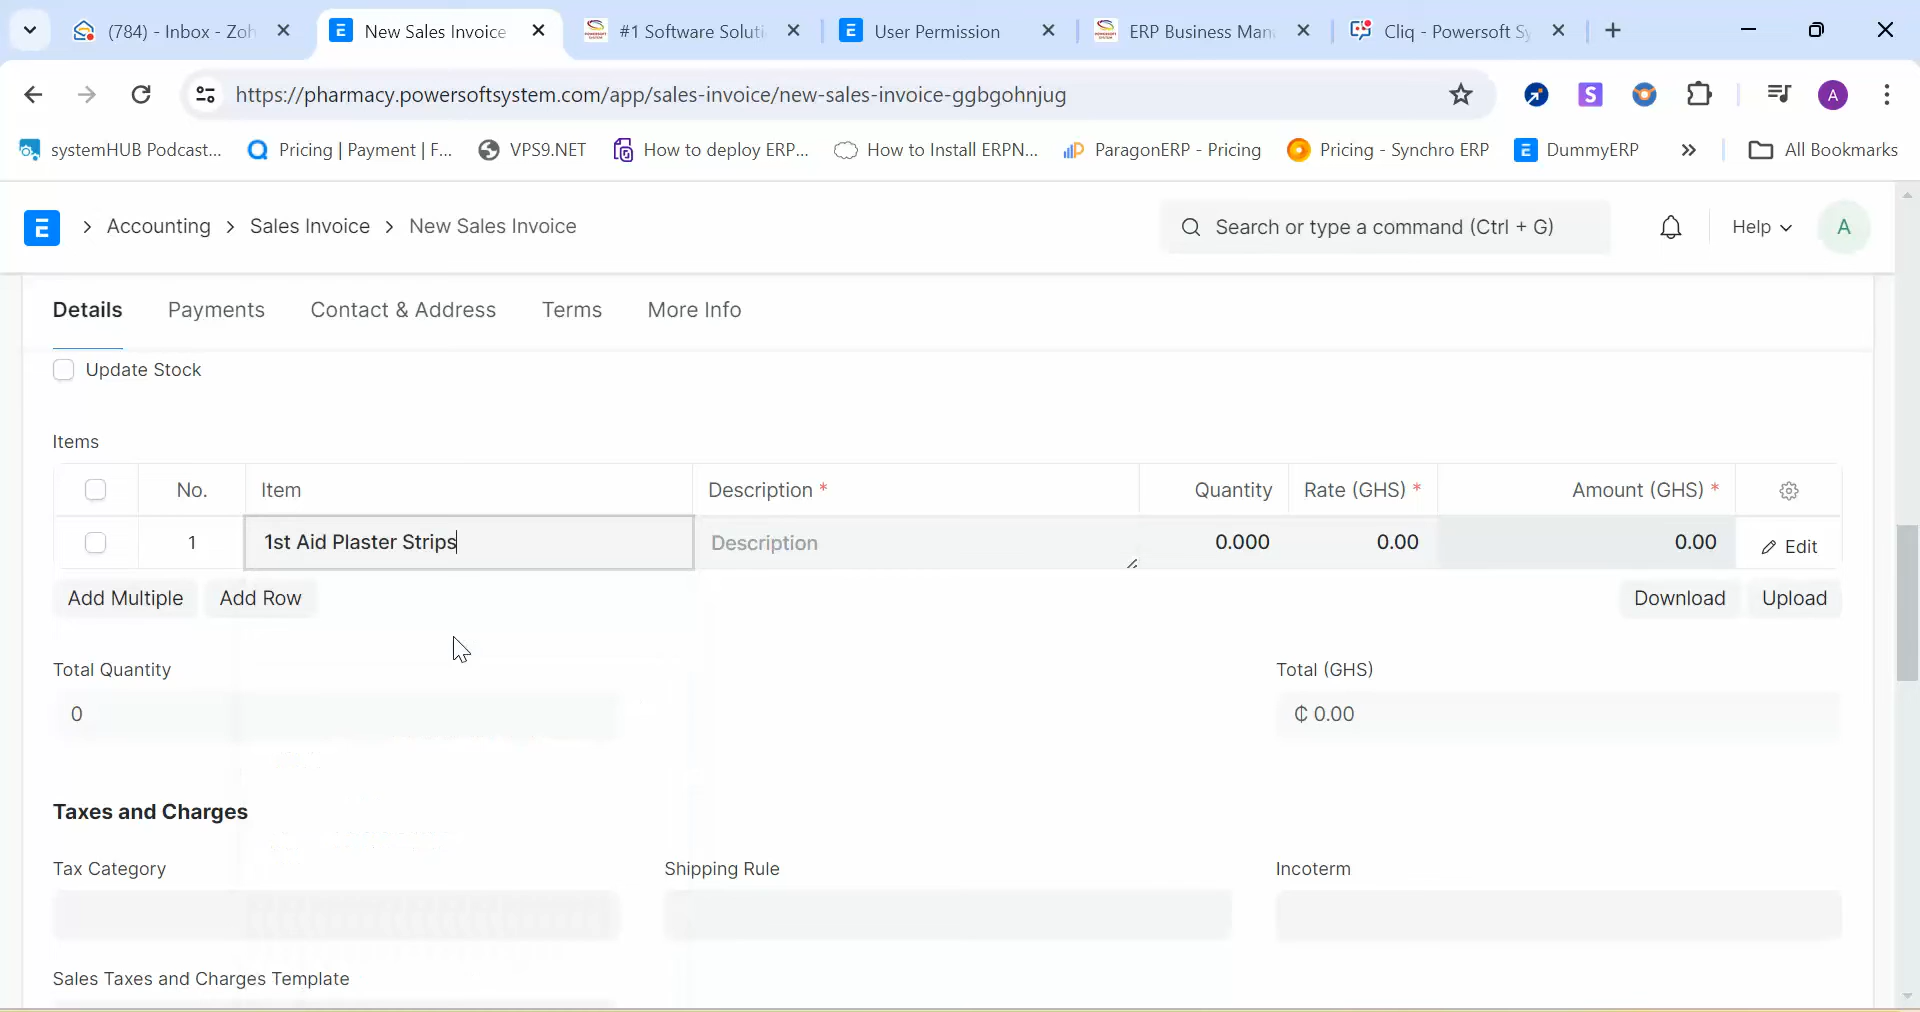 (784) - Inbox - Zoh
New Sales Invoice
#1 Software Soluti
User Permission
ERP Business Man
Cliq - Powersoft Sy
https://pharmacy.powersoftsystem.com/app/sales-invoice/new-sales-invoice-ggbgohnjug
S
A
systemHUB Podcast...
Pricing | Payment | F...
VPS9.NET
How to deploy ERP...
How to Install ERPN...
ParagonERP - Pricing
Pricing - Synchro ERP
DummyERP
All Bookmarks
E
Accounting
Sales Invoice
New Sales Invoice
Search or type a command (Ctrl + G)
Help
A
Details
Payments
Contact & Address
Terms
More Info
Update Stock
Items
No.
Item
Description *
Quantity
Rate (GHS) *
Amount (GHS) *
1
1st Aid Plaster Strips
Description
0.000
0.00
0.00
Edit
Add Multiple
Add Row
Download
Upload
Total Quantity
Total (GHS)
0
₵ 0.00
Taxes and Charges
Tax Category
Shipping Rule
Incoterm
Sales Taxes and Charges Template